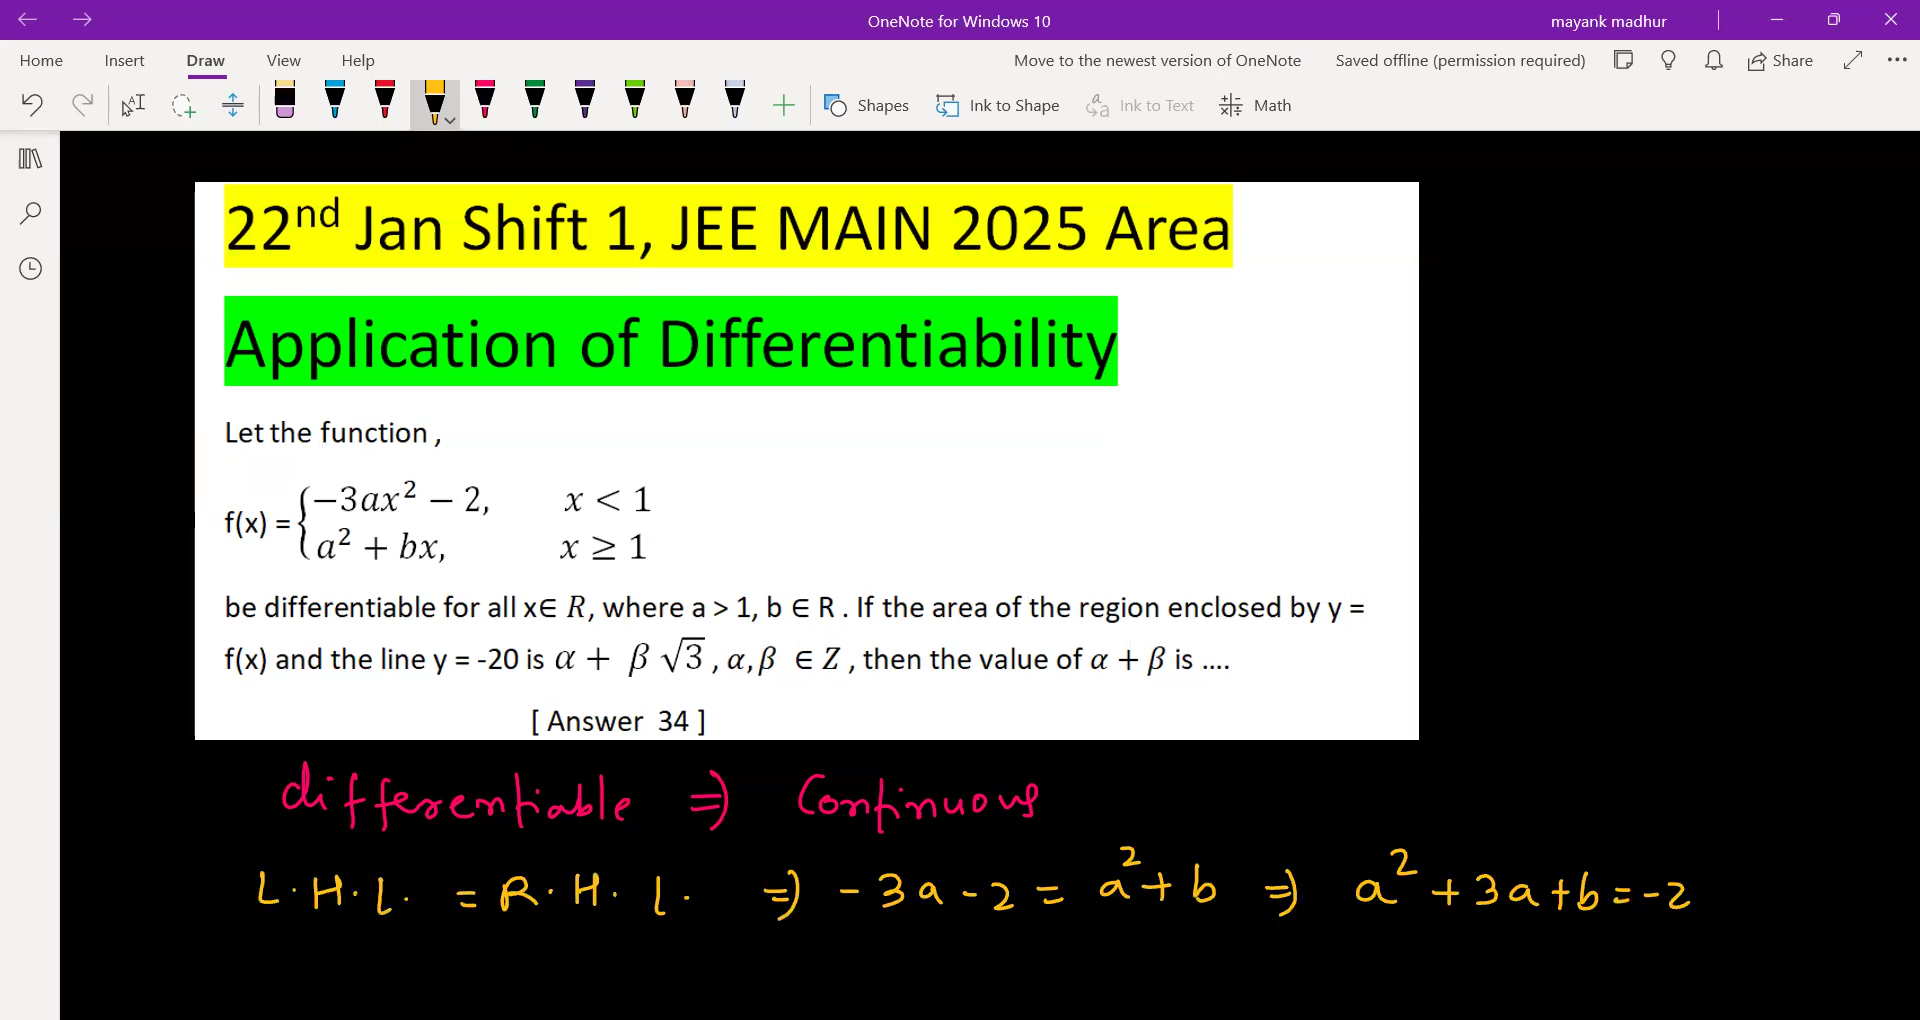 OneNote for Windows 10
mayank madhur
Home Insert Draw View Help
Move to the newest version of OneNote Saved offline (permission required) Share
Shapes Ink to Shape Ink to Text Math
22nd Jan Shift 1, JEE MAIN 2025 Area
Application of Differentiability
Let the function ,
f(x) = {−3ax² − 2, x < 1
a² + bx, x ≥ 1
be differentiable for all x∈ R, where a > 1, b ∈ R . If the area of the region enclosed by y =
f(x) and the line y = -20 is α + β √3 , α, β ∈ Z , then the value of α + β is ....
[ Answer 34 ]
differentiable ⇒ Continuous
L.H.L. = R.H.L. ⇒ -3a-2 = a²+b ⇒ a²+3a+b=-2